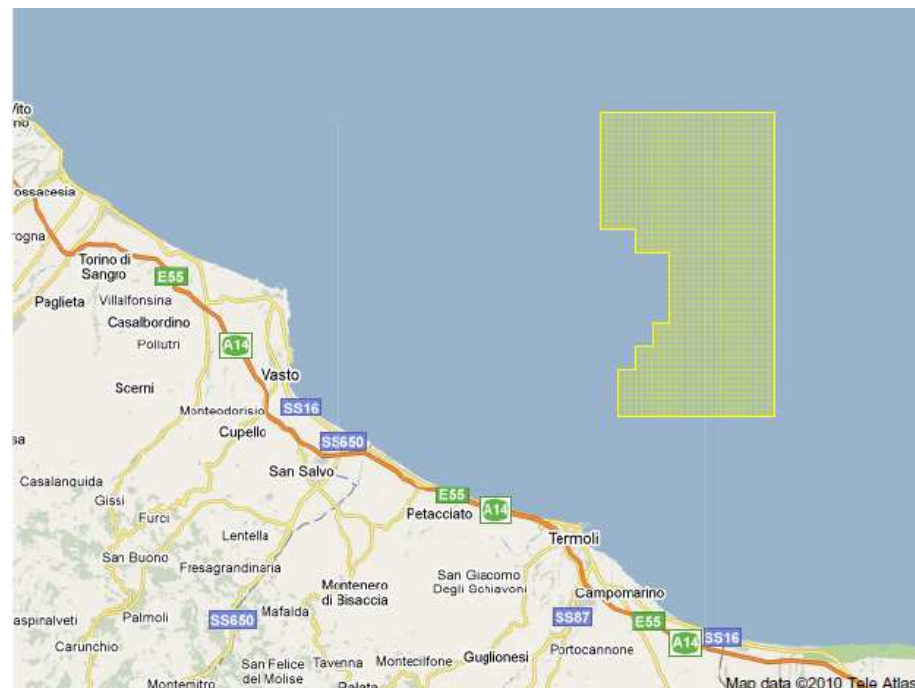 Vito
ossacesia
rogna
Torino di
Sangro
E55
Paglieta
Villalfonsina
Casalbordino
Pollutri
A14
Scerni
Vasto
Monteodorisio
SS16
Cupello
SS650
San Salvo
Casalanguida
Gissi
E55
A14
Petacciato
Furci
Lentella
Termoli
San Buono
Fresagrandinaria
San Giacomo
Degli Schiavoni
Montenero
di Bisaccia
Campomarino
Palmoli
SS650
Mafalda
SS87
E55
aspinalveti
A14
SS16
Carunchio
Portocannone
Guglionesi
San Felice
del Molise
Tavenna
Montecilfone
Montemitro
Palata
Map data ©2010 Tele Atlas